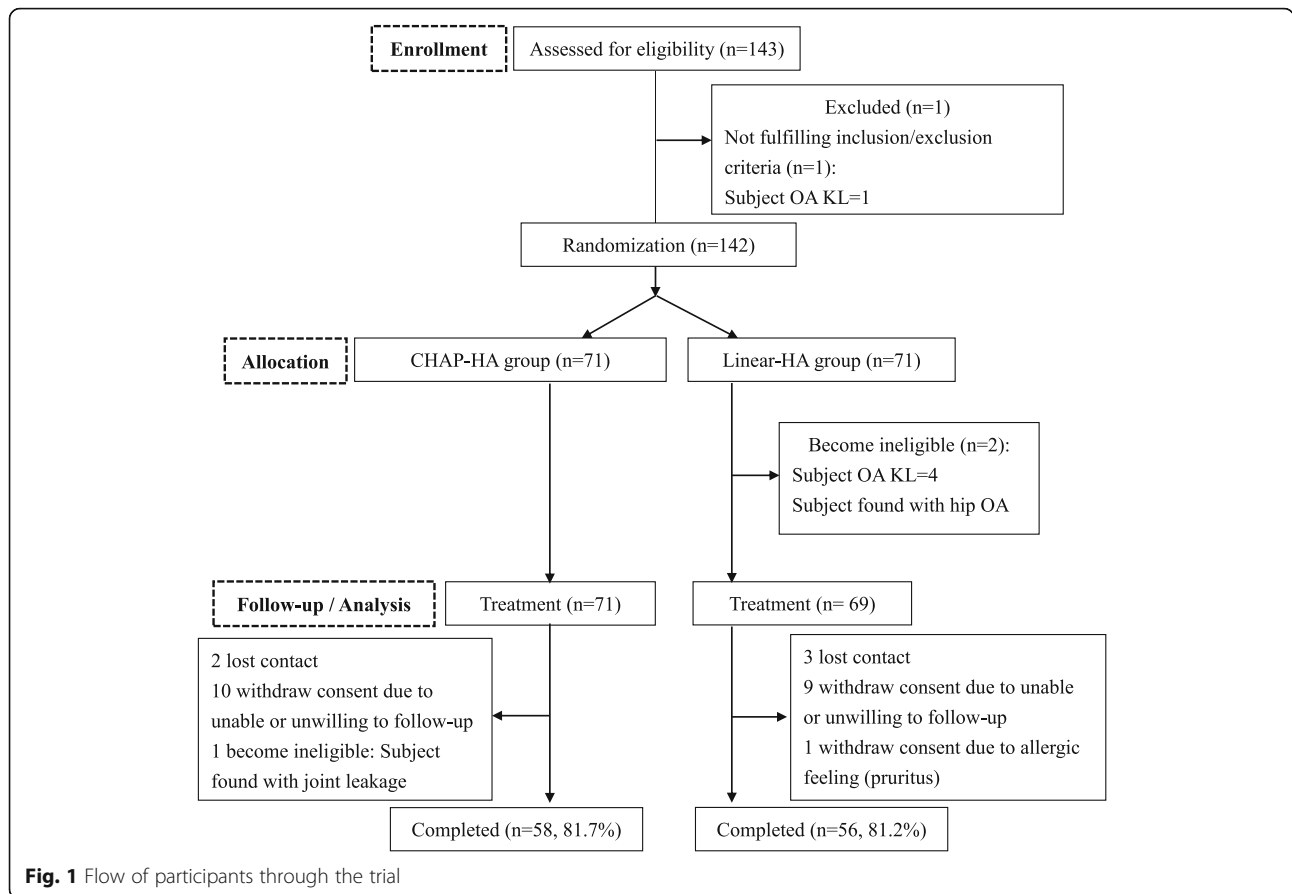 Enrollment
Assessed for eligibility (n=143)
Excluded (n=1)
Not fulfilling inclusion/exclusion
criteria (n=1):
Subject OA KL=1
Randomization (n=142)
Allocation
CHAP-HA group (n=71)
Linear-HA group (n=71)
Become ineligible (n=2):
Subject OA KL=4
Subject found with hip OA
Follow-up / Analysis
Treatment (n=71)
Treatment (n= 69)
2 lost contact
10 withdraw consent due to
unable or unwilling to follow-up
1 become ineligible: Subject
found with joint leakage
3 lost contact
9 withdraw consent due to unable
or unwilling to follow-up
1 withdraw consent due to allergic
feeling (pruritus)
Completed (n=58, 81.7%)
Completed (n=56, 81.2%)
Fig. 1 Flow of participants through the trial